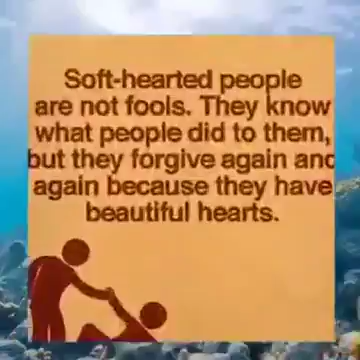 Soft-hearted people
are not fools. They know
what people did to them,
but they forgive again and
again because they have
beautiful hearts.